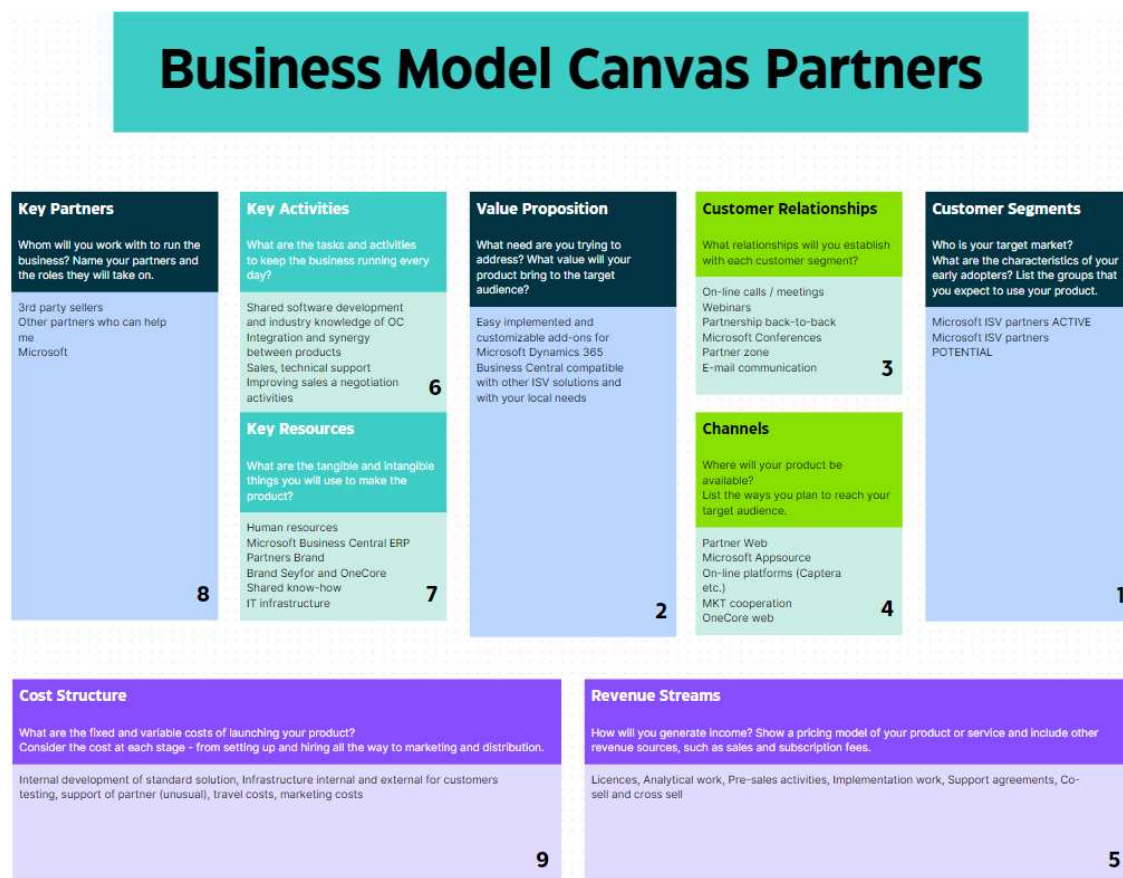 Business Model Canvas Partners
Key Partners
Whom will you work with to run the
business? Name your partners and
the roles they will take on.
3rd party sellers
Other partners who can help
me
Microsoft
8
Key Activities
What are the tasks and activities
to keep the business running every
day?
Shared software development
and industry knowledge of OC
Integration and synergy
between products
Sales, technical support
Improving sales a negotiation
activities
6
Key Resources
What are the tangible and intangible
things you will use to make the
product?
Human resources
Microsoft Business Central ERP
Partners Brand
Brand Seyfor and OneCore
Shared know-how
IT infrastructure
7
Value Proposition
What need are you trying to
address? What value will your
product bring to the target
audience?
Easy implemented and
customizable add-ons for
Microsoft Dynamics 365
Business Central compatible
with other ISV solutions and
with your local needs
2
Customer Relationships
What relationships will you establish
with each customer segment?
On-line calls / meetings
Webinars
Partnership back-to-back
Microsoft Conferences
Partner zone
E-mail communication
3
Channels
Where will your product be
available?
List the ways you plan to reach your
target audience.
Partner Web
Microsoft Appsource
On-line platforms (Captera
etc.)
MKT cooperation
OneCore web
4
Customer Segments
Who is your target market?
What are the characteristics of your
early adopters? List the groups that
you expect to use your product.
Microsoft ISV partners ACTIVE
Microsoft ISV partners
POTENTIAL
1
Cost Structure
What are the fixed and variable costs of launching your product?
Consider the cost at each stage - from setting up and hiring all the way to marketing and distribution.
Internal development of standard solution, Infrastructure internal and external for customers
testing, support of partner (unusual), travel costs, marketing costs
9
Revenue Streams
How will you generate income? Show a pricing model of your product or service and include other
revenue sources, such as sales and subscription fees.
Licences, Analytical work, Pre-sales activities, Implementation work, Support agreements, Co-
sell and cross sell
5